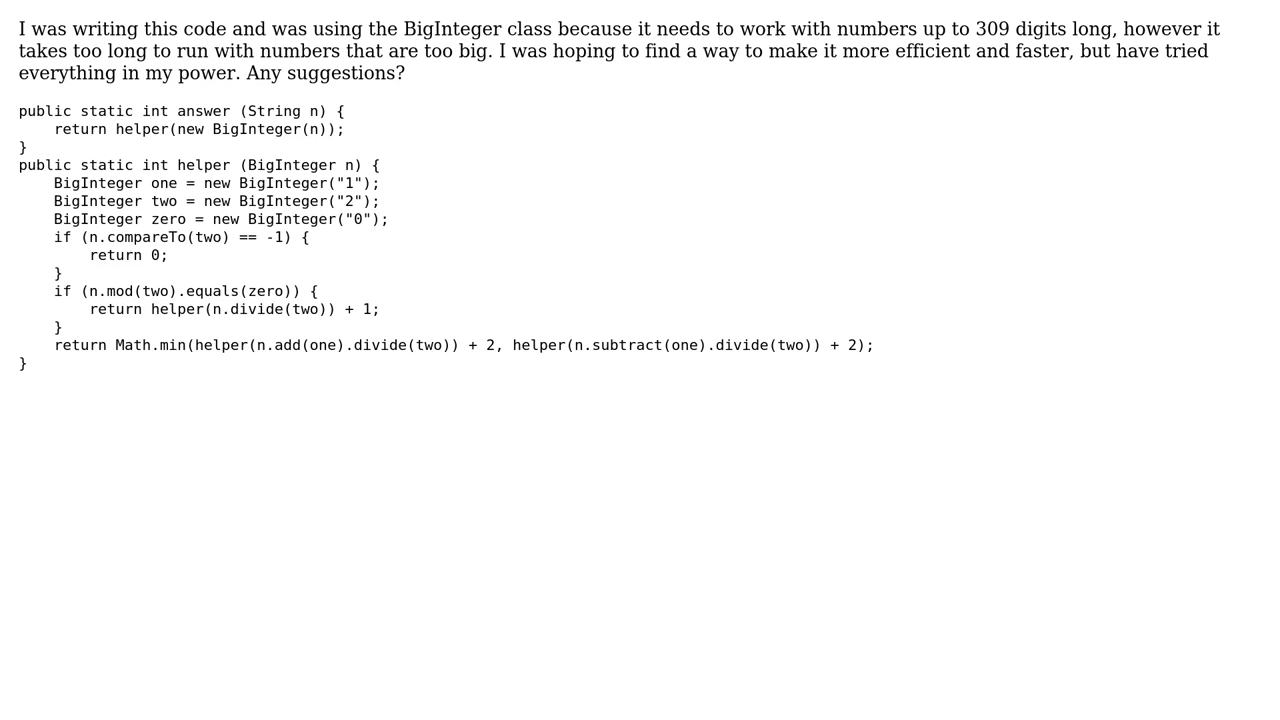 I was writing this code and was using the BigInteger class because it needs to work with numbers up to 309 digits long, however it
takes too long to run with numbers that are too big. I was hoping to find a way to make it more efficient and faster, but have tried
everything in my power. Any suggestions?
public static int answer (String n) {
    return helper(new BigInteger(n));
}
public static int helper (BigInteger n) {
    BigInteger one = new BigInteger("1");
    BigInteger two = new BigInteger("2");
    BigInteger zero = new BigInteger("0");
    if (n.compareTo(two) == -1) {
        return 0;
    }
    if (n.mod(two).equals(zero)) {
        return helper(n.divide(two)) + 1;
    }
    return Math.min(helper(n.add(one).divide(two)) + 2, helper(n.subtract(one).divide(two)) + 2);
}